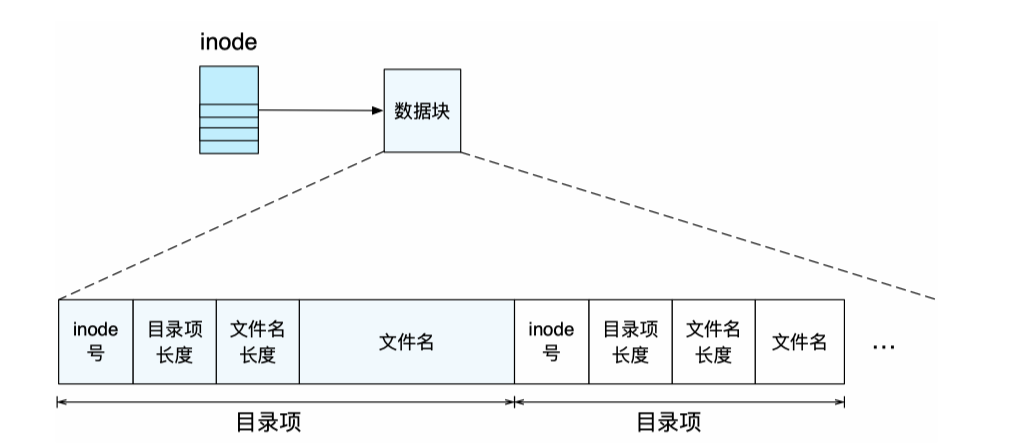 inode
数据块
inode
号
目录项
长度
文件名
长度
文件名
inode
号
目录项
长度
文件名
长度
文件名
...
目录项
目录项